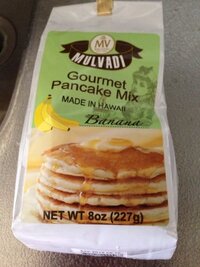 MV
MULVADI
Gourmet
Pancake Mix
MADE IN HAWAII
Banana
NET WT 8oz (227g)